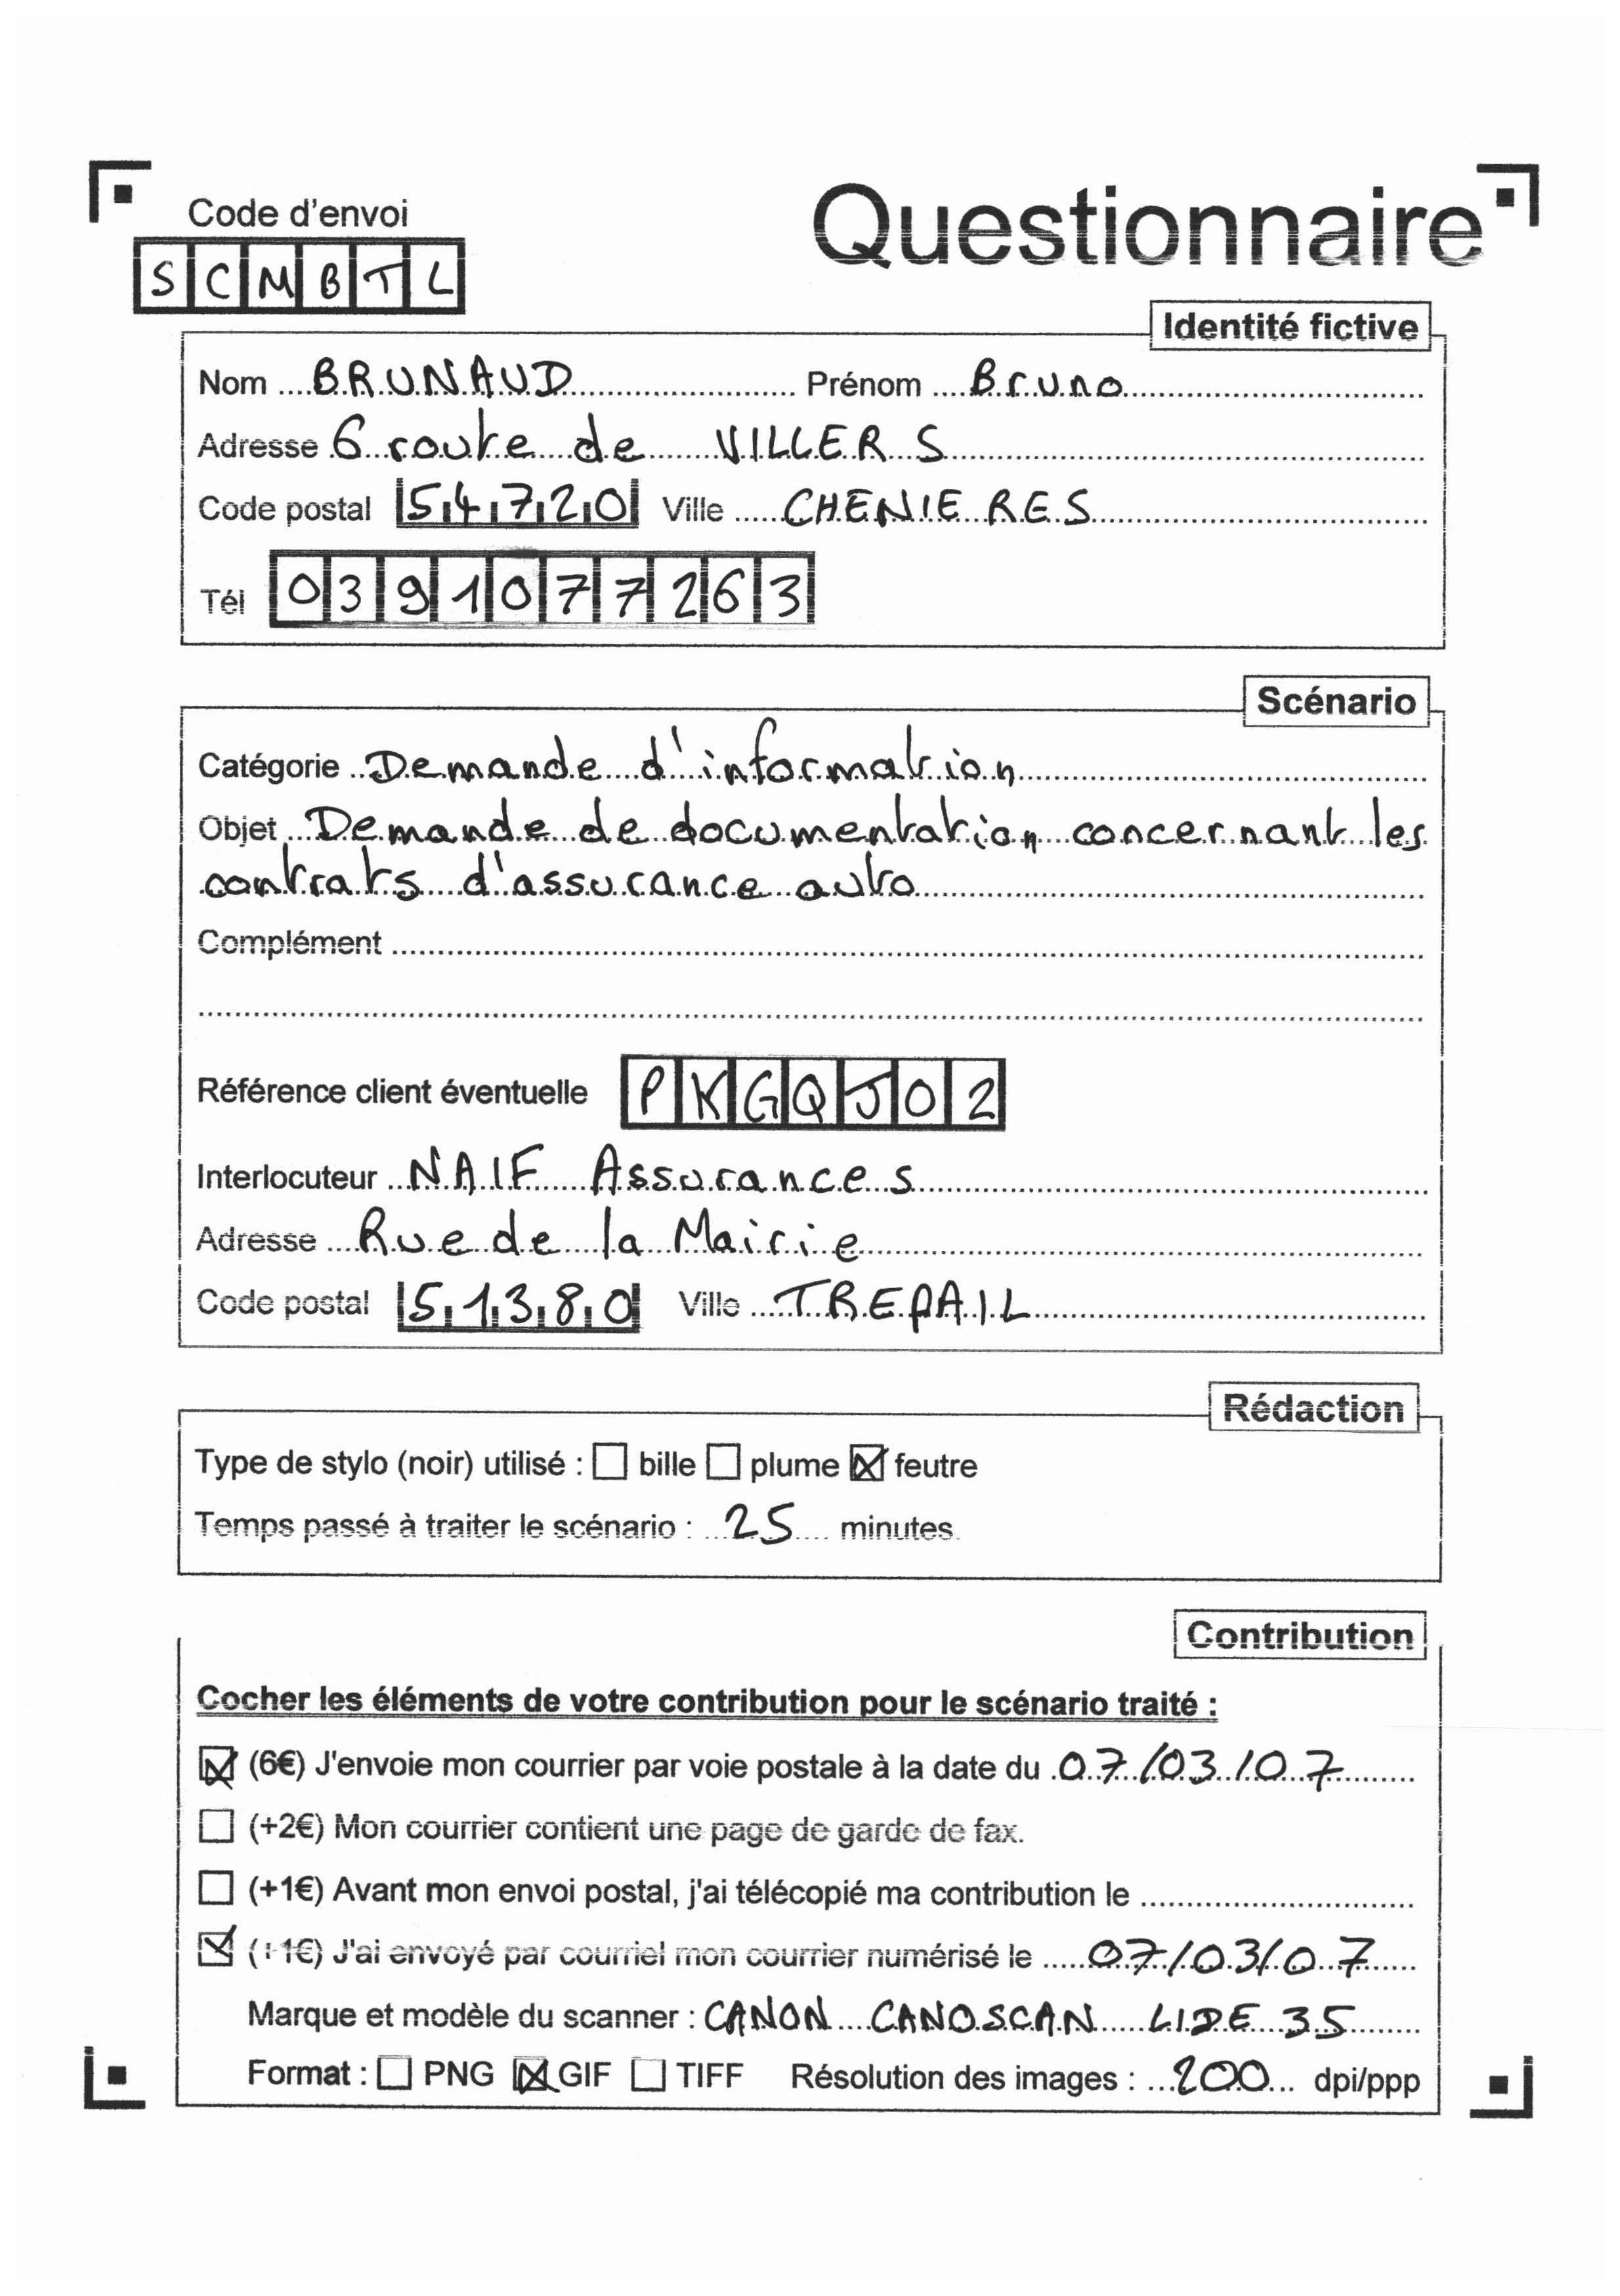 Code d'envoi
Questionnaire
SCMBTL
Identité fictive
Nom BRUNAUD Prénom Bruno
Adresse 6 route de VILLERS
Code postal 54720 Ville CHENIERES
Tél 0391077263
Scénario
Catégorie Demande d'information
Objet Demande de documentation concernant les
contrats d'assurance auto
Complément
Référence client éventuelle PKGQJ02
Interlocuteur NAIF Assurances
Adresse Rue de la Mairie
Code postal 51380 Ville TREPAIL
Rédaction
Type de stylo (noir) utilisé : ☐ bille ☐ plume ☒ feutre
Temps passé à traiter le scénario : 25 minutes
Contribution
Cocher les éléments de votre contribution pour le scénario traité :
☒ (6€) J'envoie mon courrier par voie postale à la date du 07/03/07
☐ (+2€) Mon courrier contient une page de garde de fax.
☐ (+1€) Avant mon envoi postal, j'ai télécopié ma contribution le
☒ (+1€) J'ai envoyé par courriel mon courrier numérisé le 07/03/07
Marque et modèle du scanner : CANON CANOSCAN LIDE 35
Format : ☐ PNG ☒ GIF ☐ TIFF Résolution des images : 200 dpi/ppp